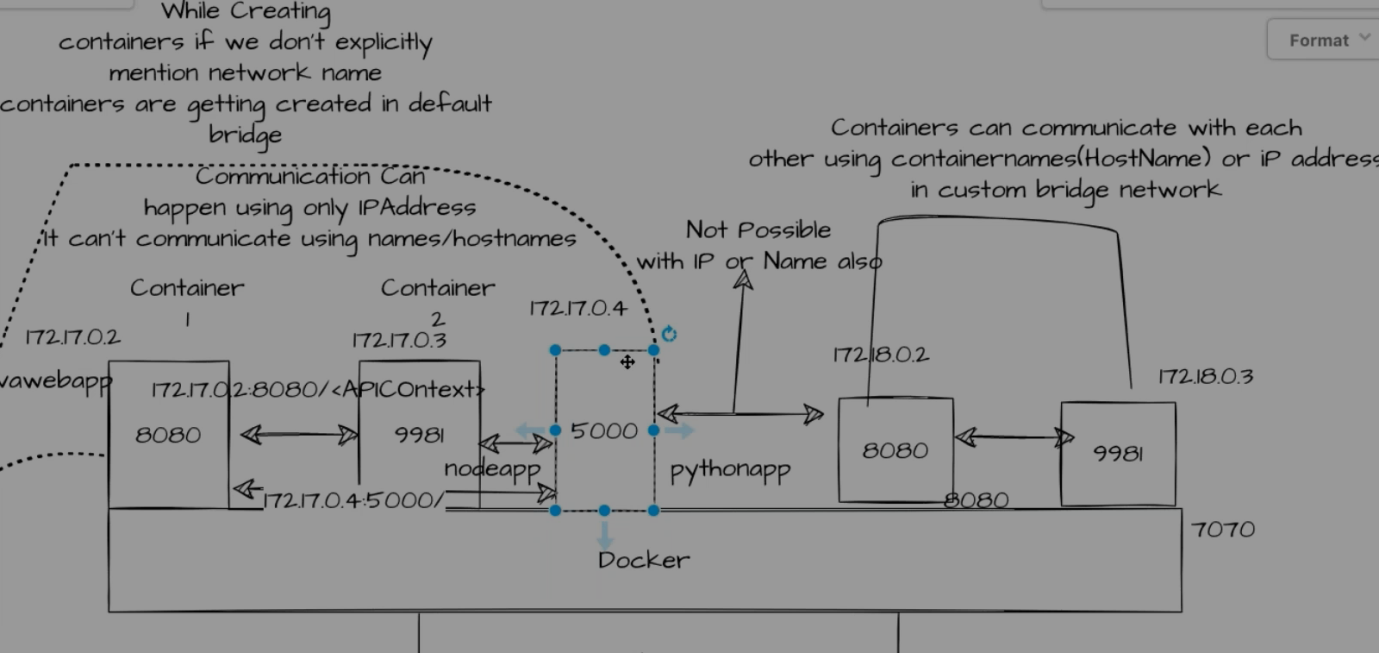 While Creating
containers if we don't explicitly
mention network name
containers are getting created in default
bridge
Format
Containers can communicate with each
other using containernames(HostName) or iP address
in custom bridge network
Communication Can
happen using only IPAddress
It can't communicate using names/hostnames
Not Possible
with IP or Name also
Container
1
Container
2
172.17.0.2
172.17.0.3
172.17.0.4
172.18.0.2
172.18.0.3
vawebapp
172.17.0.2:8080/<APIContext>
8080
9981
5000
8080
9981
nodeapp
pythonapp
172.17.0.4:5000/
8080
7070
Docker